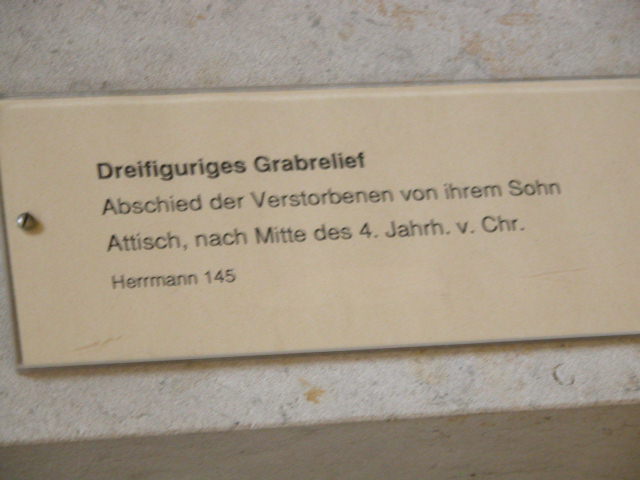 Dreifiguriges Grabrelief
Abschied der Verstorbenen von ihrem Sohn
Attisch, nach Mitte des 4. Jahrh. v. Chr.
Herrmann 145